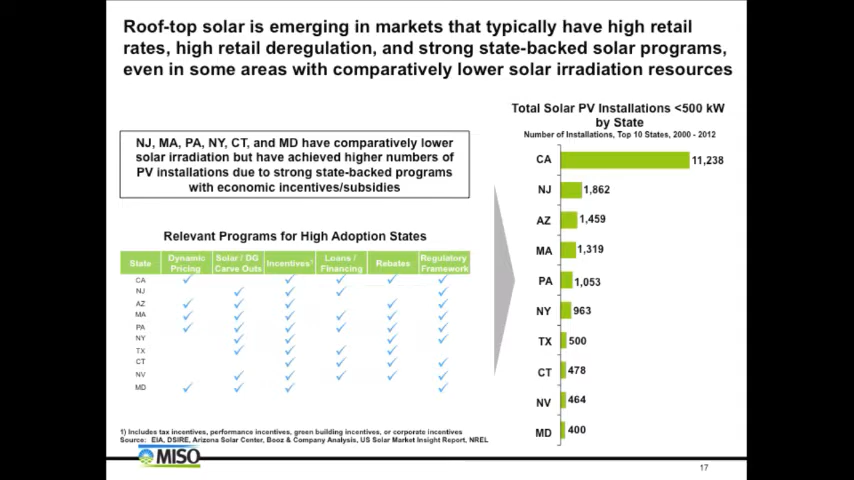 Roof-top solar is emerging in markets that typically have high retail
rates, high retail deregulation, and strong state-backed solar programs,
even in some areas with comparatively lower solar irradiation resources
NJ, MA, PA, NY, CT, and MD have comparatively lower
solar irradiation but have achieved higher numbers of
PV installations due to strong state-backed programs
with economic incentives/subsidies
Relevant Programs for High Adoption States
State Dynamic Pricing Solar / DG Carve Outs Incentives¹ Loans / Financing Rebates Regulatory Framework
CA ✓ ✓ ✓ ✓ ✓
NJ ✓ ✓ ✓ ✓
AZ ✓ ✓ ✓ ✓ ✓
MA ✓ ✓ ✓ ✓ ✓ ✓
PA ✓ ✓ ✓ ✓ ✓ ✓
NY ✓ ✓ ✓ ✓
TX ✓ ✓ ✓ ✓
CT ✓ ✓ ✓ ✓
NV ✓ ✓ ✓ ✓ ✓
MD ✓ ✓ ✓ ✓
1) Includes tax incentives, performance incentives, green building incentives, or corporate incentives
Source: EIA, DSIRE, Arizona Solar Center, Booz & Company Analysis, US Solar Market Insight Report, NREL
Total Solar PV Installations <500 kW
by State
Number of Installations, Top 10 States, 2000 - 2012
CA 11,238
NJ 1,862
AZ 1,459
MA 1,319
PA 1,053
NY 963
TX 500
CT 478
NV 464
MD 400
MISO
17